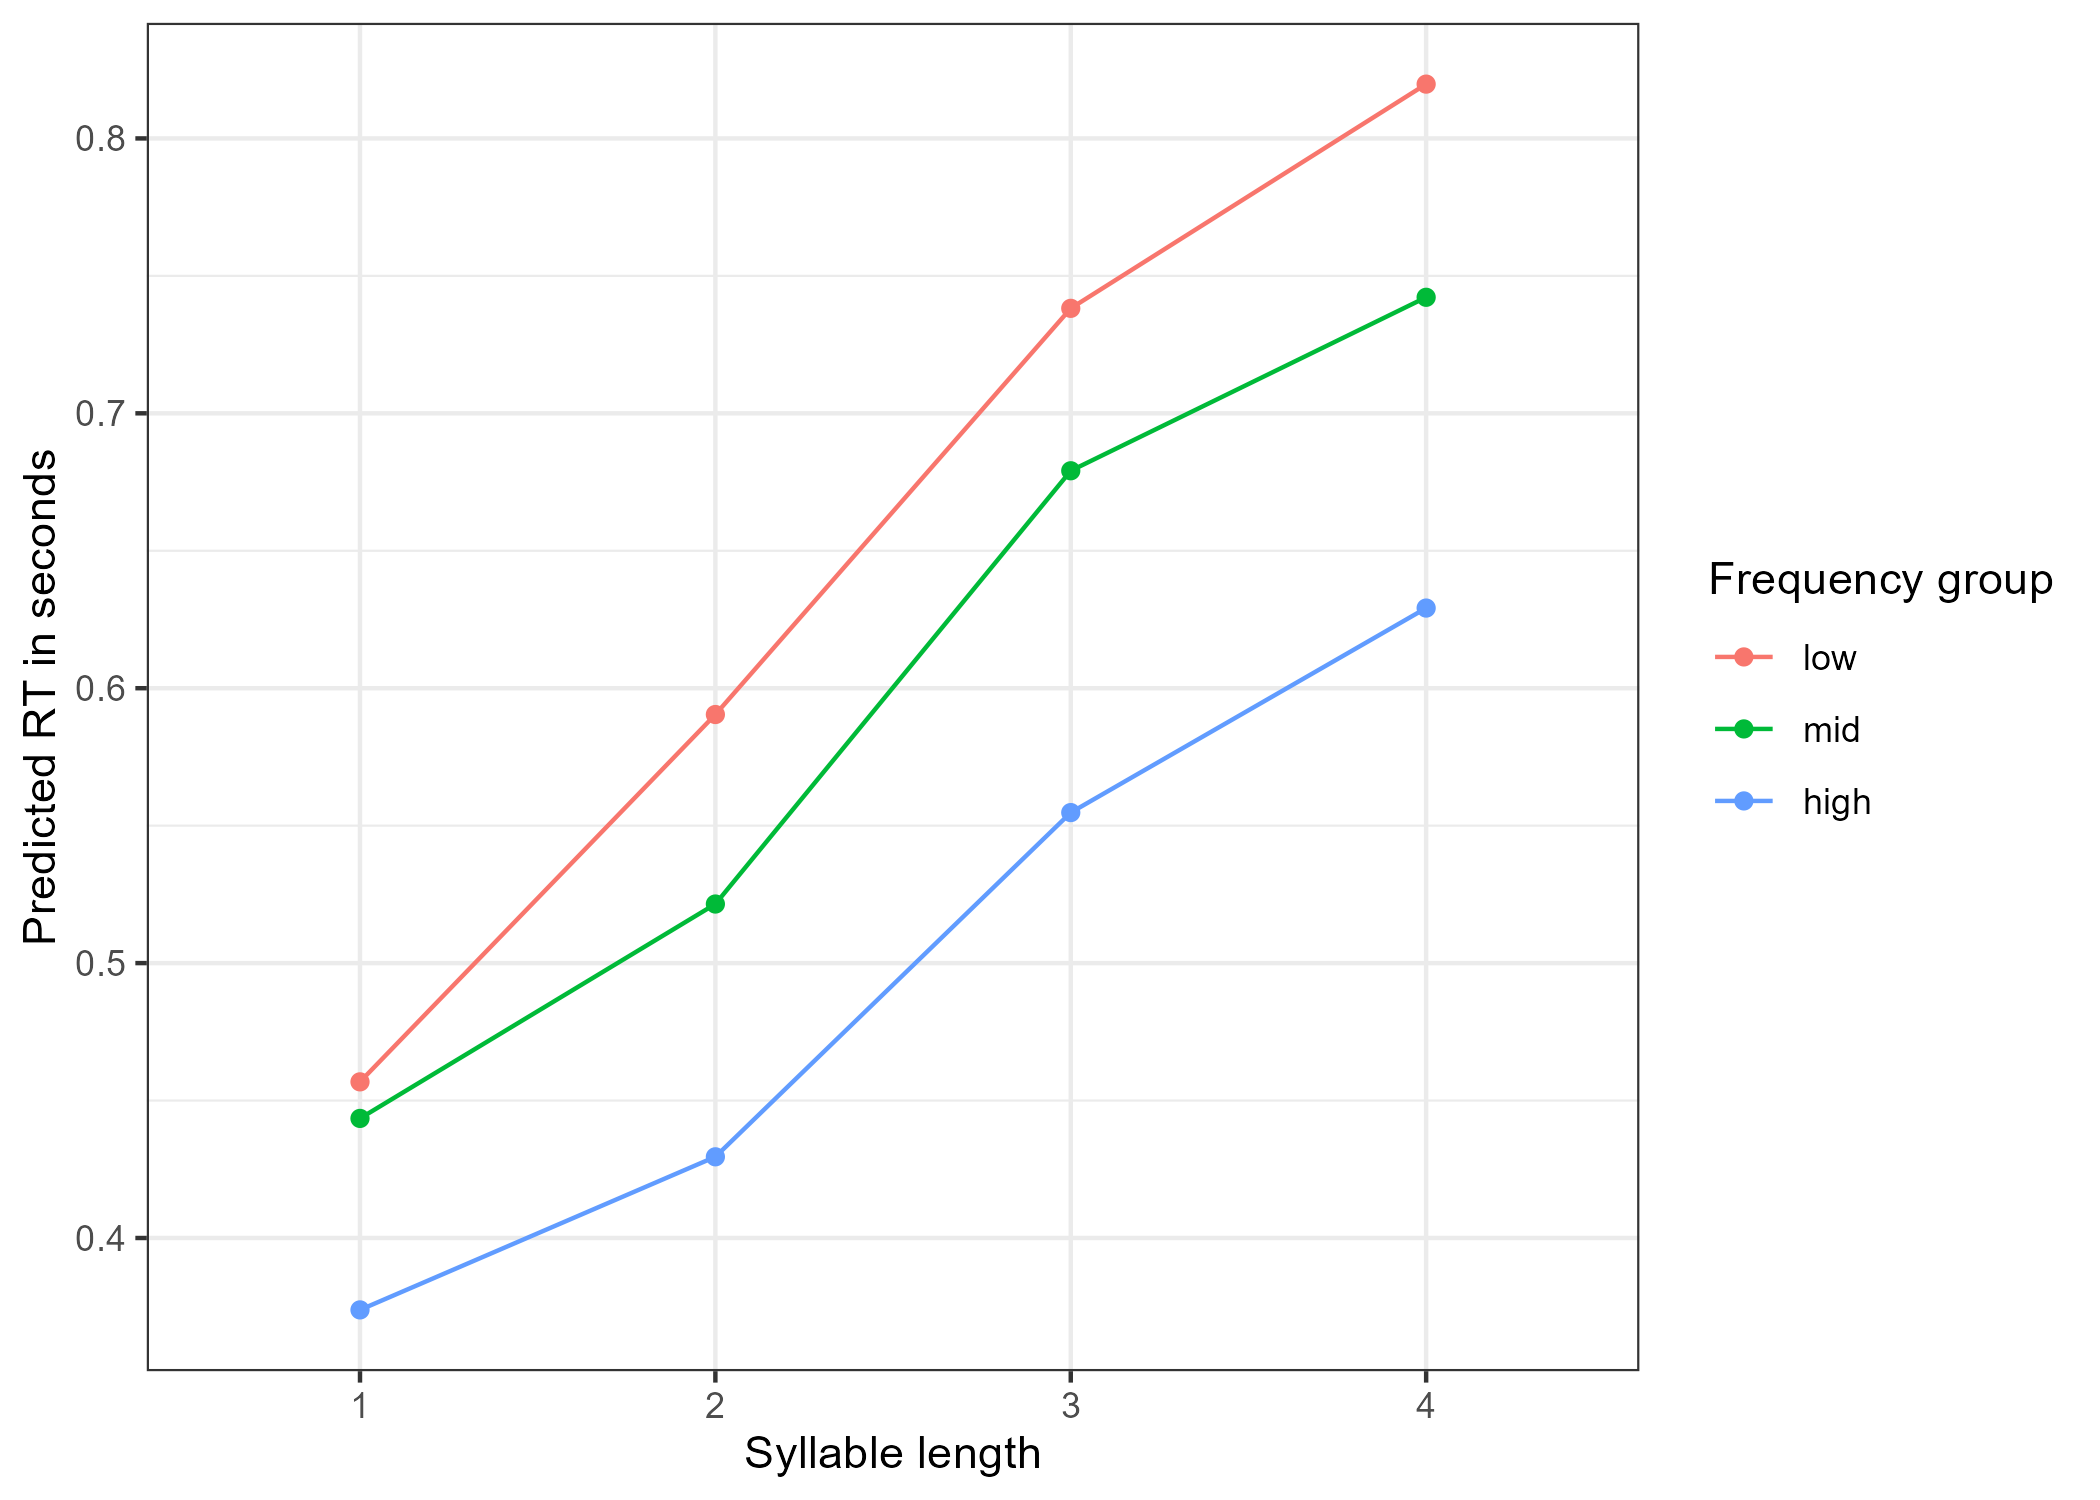 0.8
0.7
0.6
0.5
0.4
Predicted RT in seconds
1 2 3 4
Syllable length
Frequency group
low
mid
high